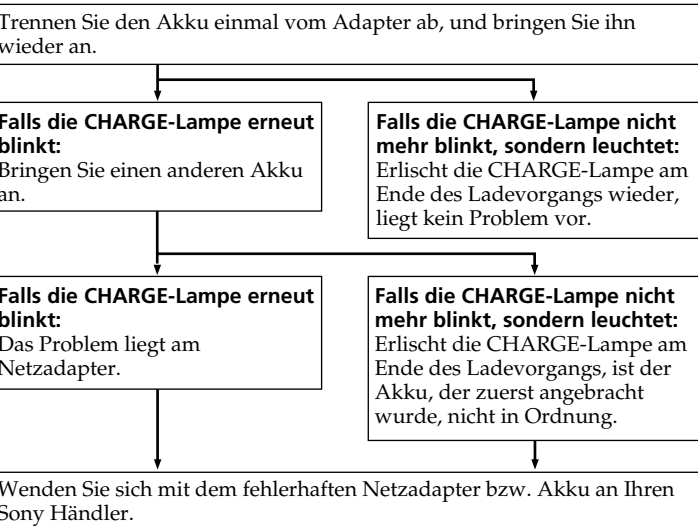 Trennen Sie den Akku einmal vom Adapter ab, und bringen Sie ihn
wieder an.
Falls die CHARGE-Lampe erneut
blinkt:
Bringen Sie einen anderen Akku
an.
Falls die CHARGE-Lampe nicht
mehr blinkt, sondern leuchtet:
Erlischt die CHARGE-Lampe am
Ende des Ladevorgangs wieder,
liegt kein Problem vor.
Falls die CHARGE-Lampe erneut
blinkt:
Das Problem liegt am
Netzadapter.
Falls die CHARGE-Lampe nicht
mehr blinkt, sondern leuchtet:
Erlischt die CHARGE-Lampe am
Ende des Ladevorgangs, ist der
Akku, der zuerst angebracht
wurde, nicht in Ordnung.
Wenden Sie sich mit dem fehlerhaften Netzadapter bzw. Akku an Ihren
Sony Händler.